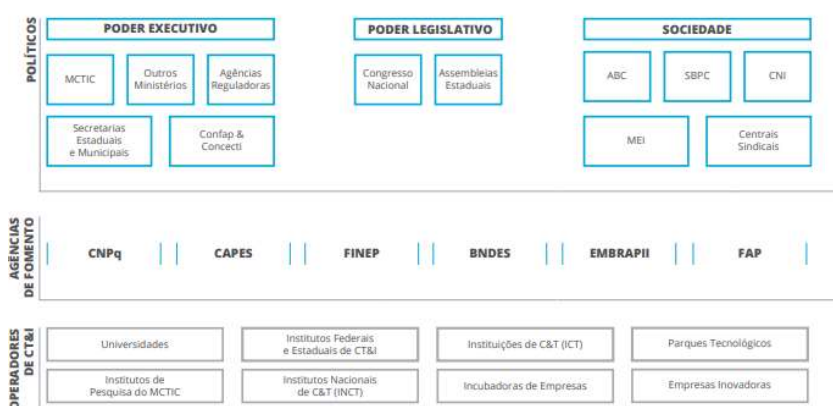 POLÍTICOS
PODER EXECUTIVO
PODER LEGISLATIVO
SOCIEDADE
MCTIC
Outros
Ministérios
Agências
Reguladoras
Congresso
Nacional
Assembleias
Estaduais
ABC
SBPC
CNI
Secretarias
Estaduais
e Municipais
Confap &
Concecti
MEI
Centrais
Sindicais
AGÊNCIAS
DE FOMENTO
CNPq
CAPES
FINEP
BNDES
EMBRAPII
FAP
OPERADORES
DE CT&I
Universidades
Institutos Federais
e Estaduais de CT&I
Instituições de C&T (ICT)
Parques Tecnológicos
Institutos de
Pesquisa do MCTIC
Institutos Nacionais
de C&T (INCT)
Incubadoras de Empresas
Empresas Inovadoras